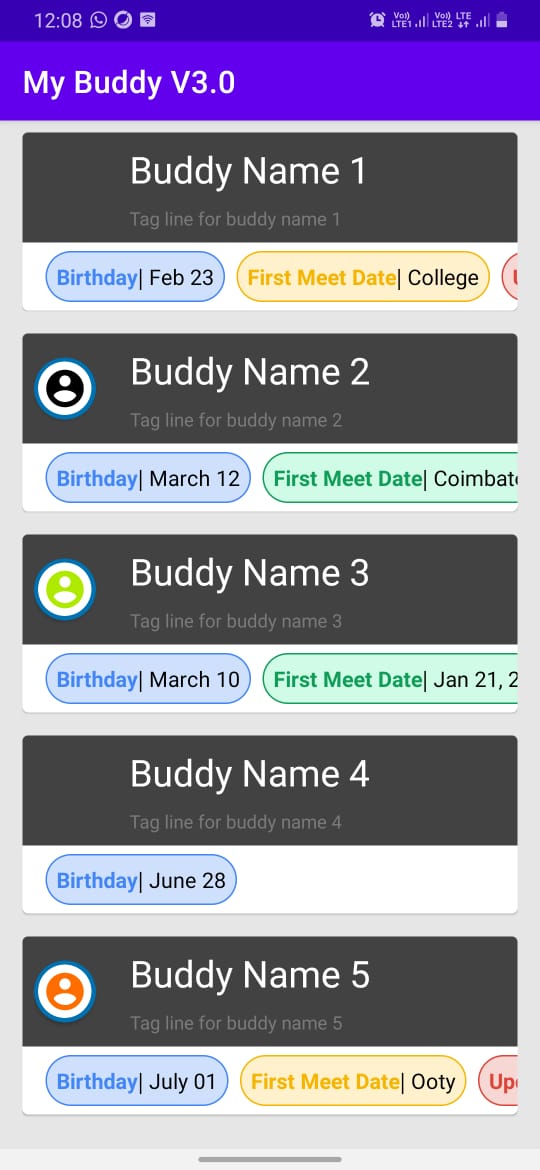 12:08 Vo)) LTE1 Vo)) LTE2 LTE
My Buddy V3.0
Buddy Name 1
Tag line for buddy name 1
Birthday| Feb 23 First Meet Date| College
Buddy Name 2
Tag line for buddy name 2
Birthday| March 12 First Meet Date| Coimbat
Buddy Name 3
Tag line for buddy name 3
Birthday| March 10 First Meet Date| Jan 21, 2
Buddy Name 4
Tag line for buddy name 4
Birthday| June 28
Buddy Name 5
Tag line for buddy name 5
Birthday| July 01 First Meet Date| Ooty Up